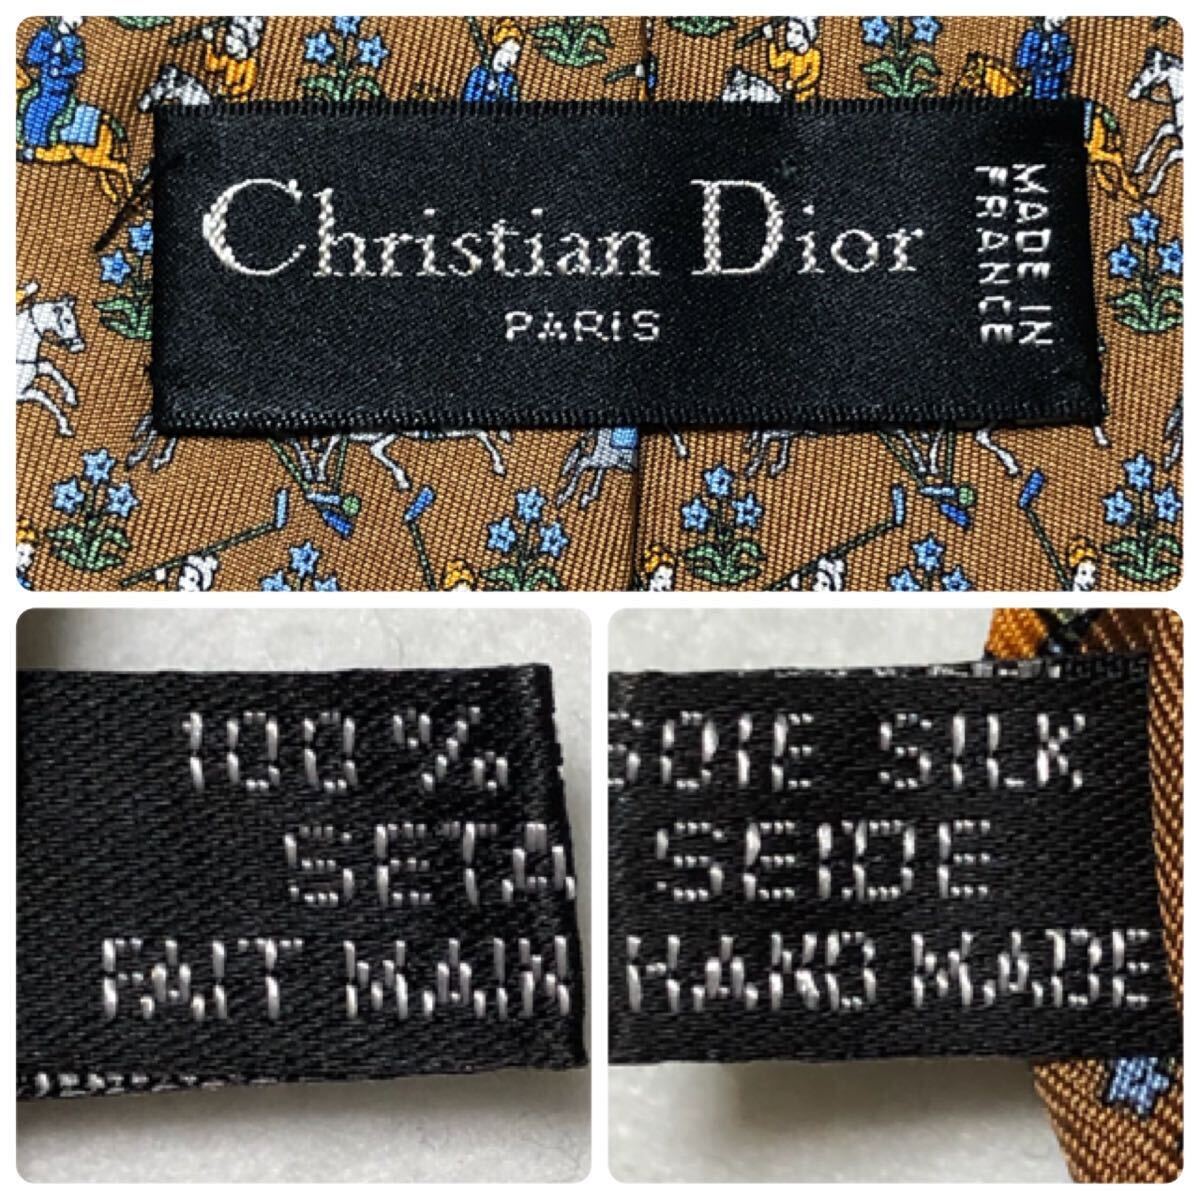 Christian Dior
PARIS
MADE IN
FRANCE
100%
SETA
FAIT MAIN
SOIE SILK
SEIDE
HAND MADE